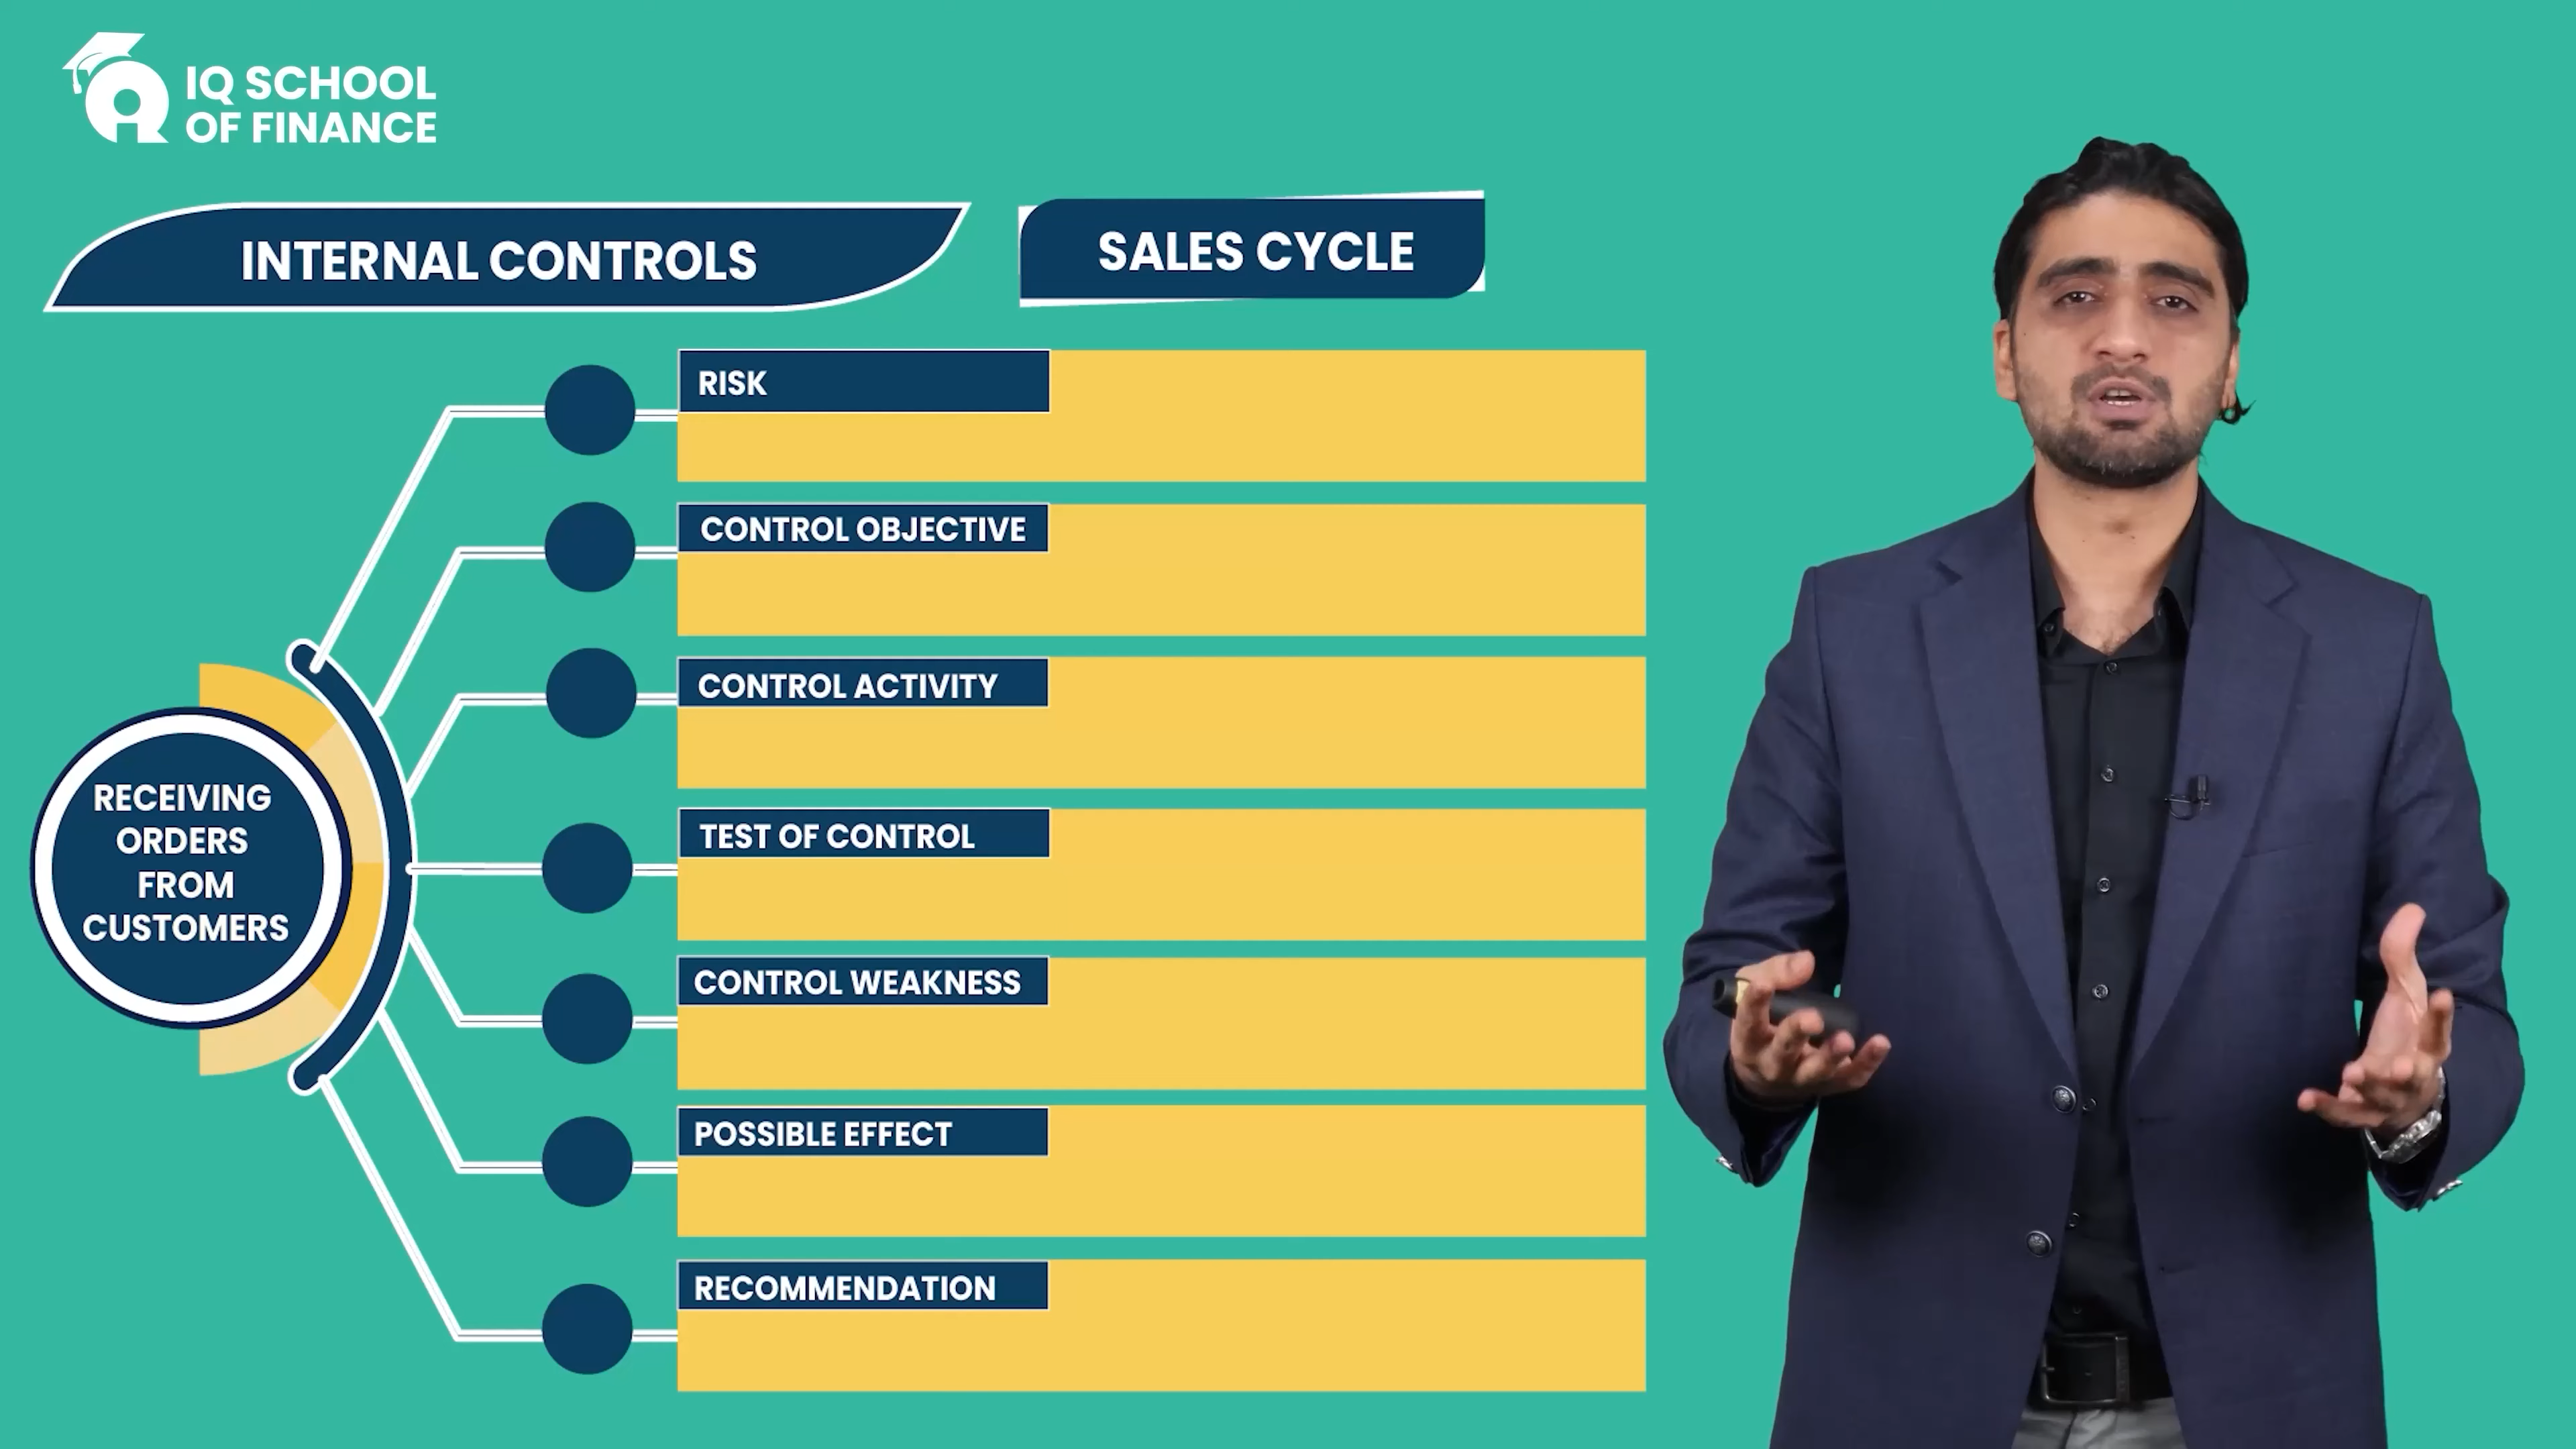 IQ SCHOOL
OF FINANCE
INTERNAL CONTROLS
SALES CYCLE
RISK
CONTROL OBJECTIVE
CONTROL ACTIVITY
TEST OF CONTROL
CONTROL WEAKNESS
POSSIBLE EFFECT
RECOMMENDATION
RECEIVING
ORDERS
FROM
CUSTOMERS